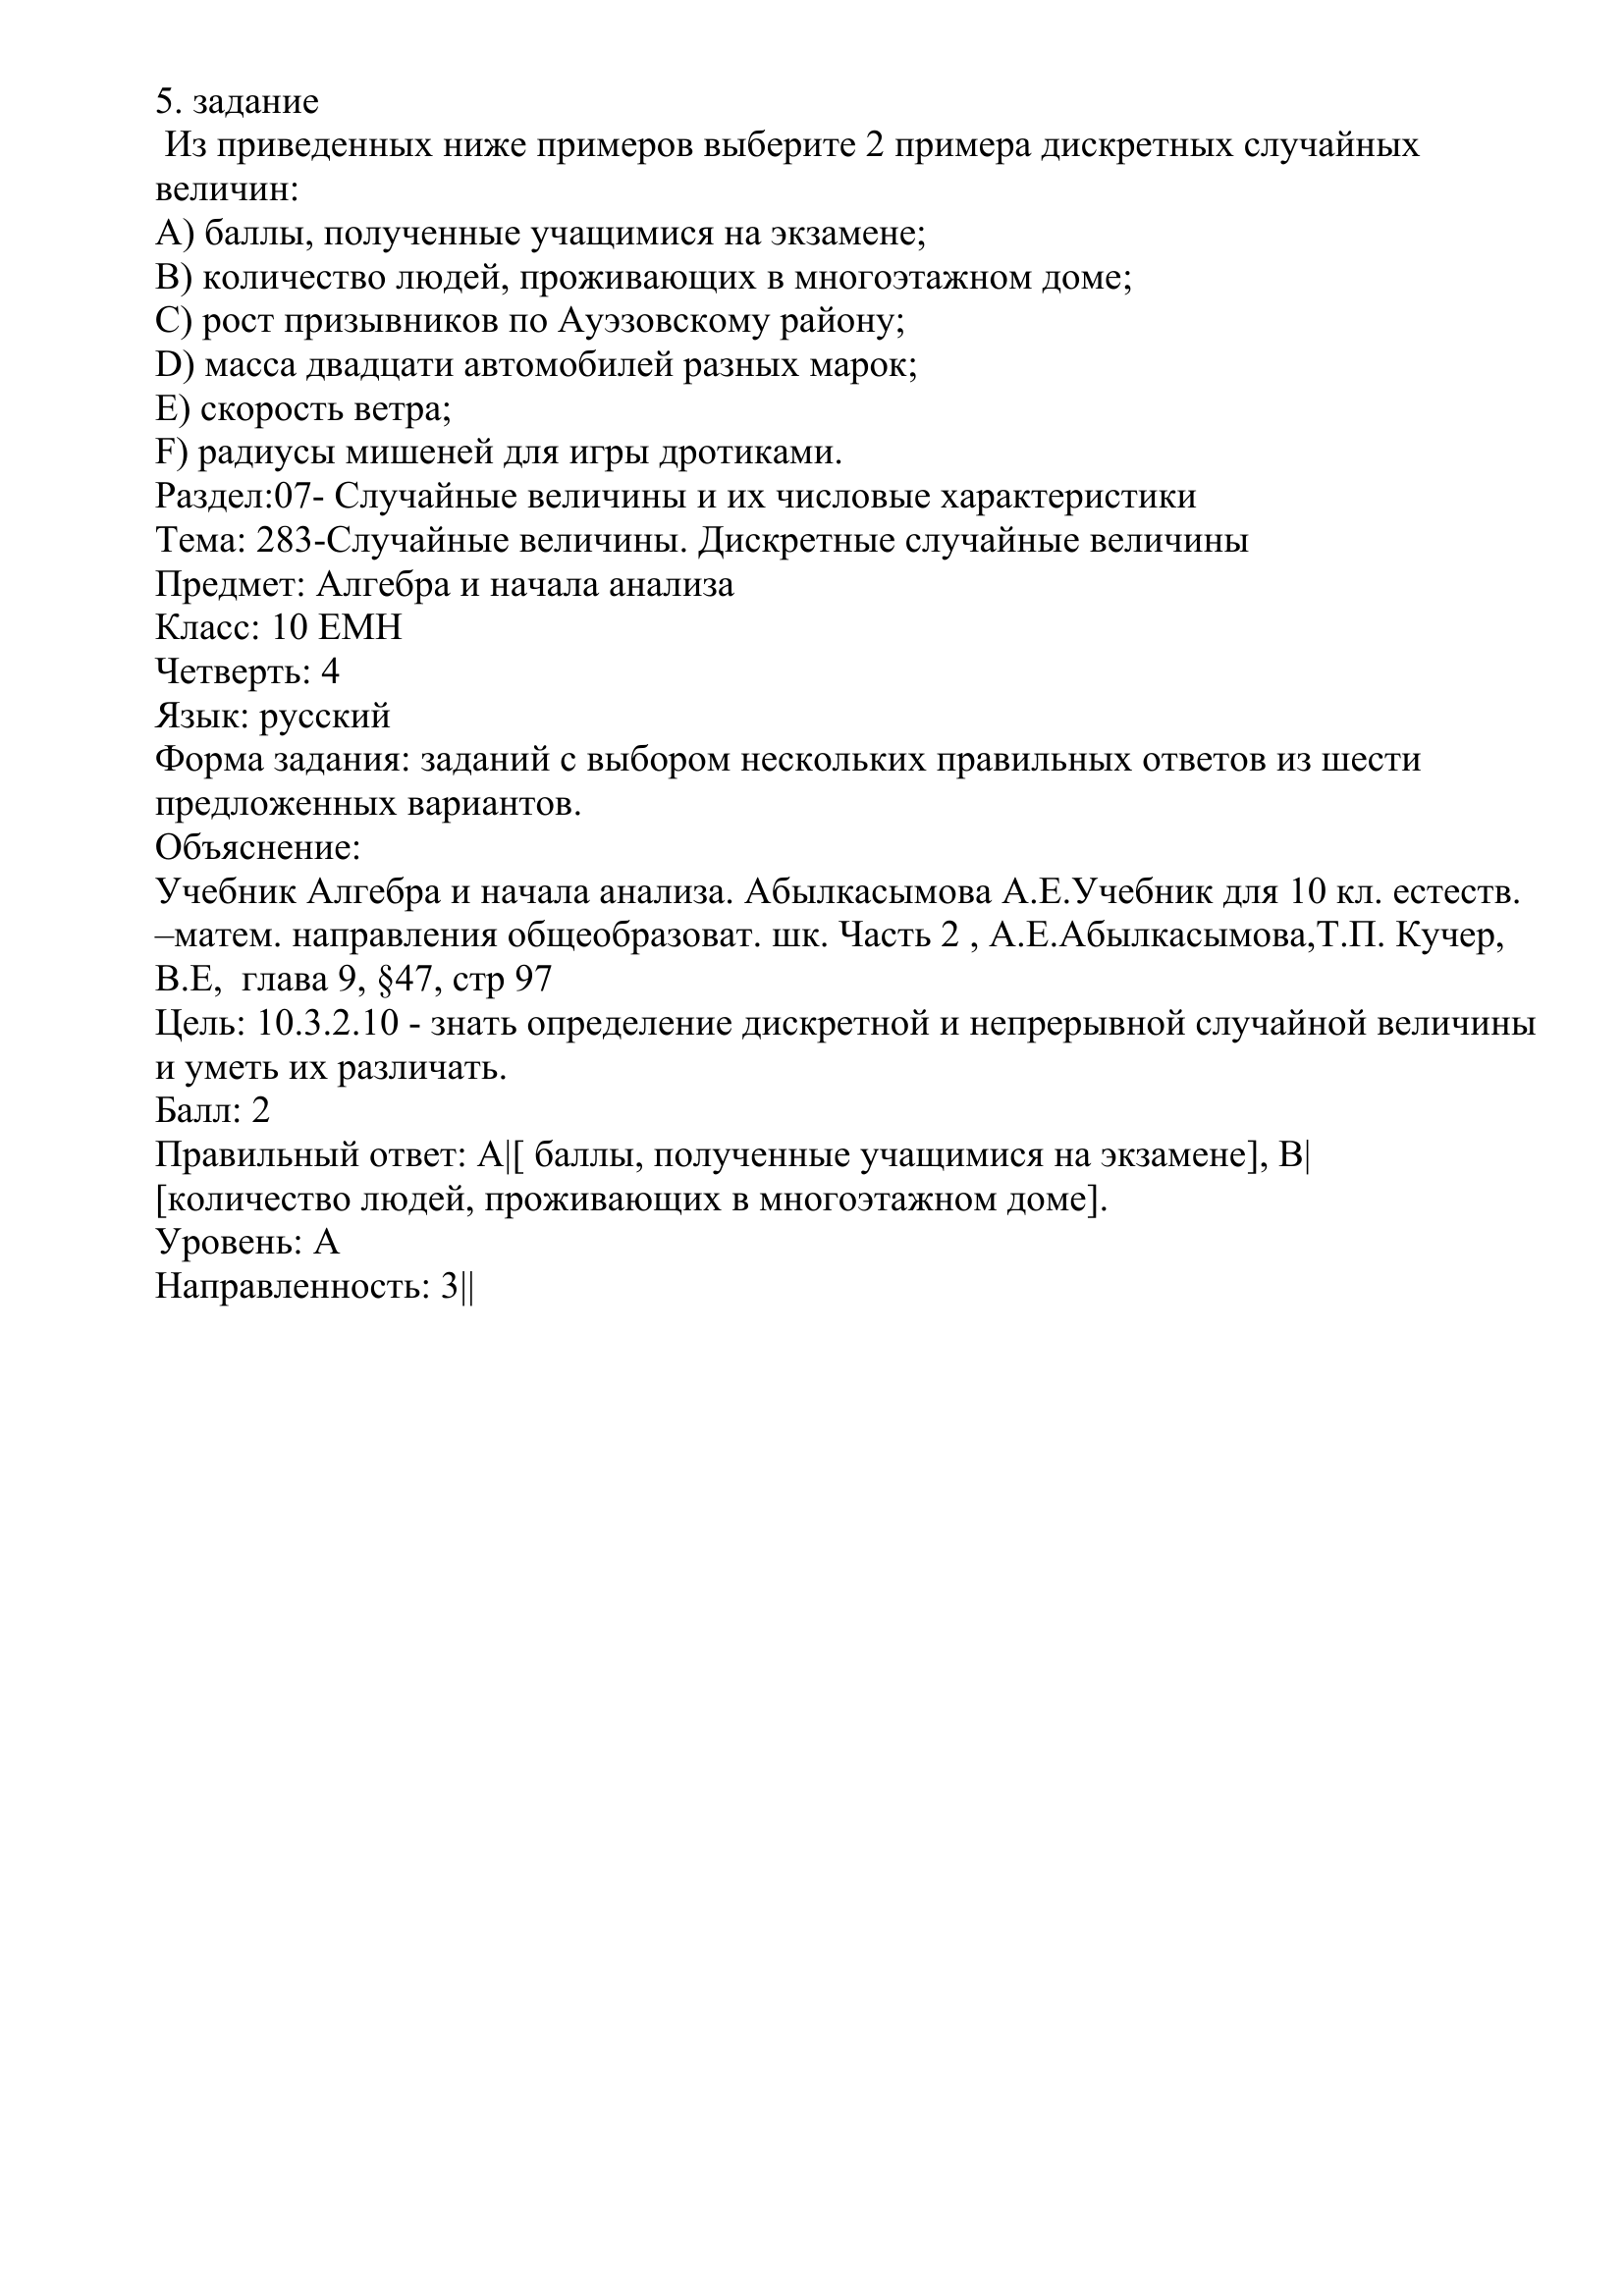 5. задание
Из приведенных ниже примеров выберите 2 примера дискретных случайных
величин:
A) баллы, полученные учащимися на экзамене;
B) количество людей, проживающих в многоэтажном доме;
C) рост призывников по Ауэзовскому району;
D) масса двадцати автомобилей разных марок;
E) скорость ветра;
F) радиусы мишеней для игры дротиками.
Раздел:07- Случайные величины и их числовые характеристики
Тема: 283-Случайные величины. Дискретные случайные величины
Предмет: Алгебра и начала анализа
Класс: 10 ЕМН
Четверть: 4
Язык: русский
Форма задания: заданий с выбором нескольких правильных ответов из шести
предложенных вариантов.
Объяснение:
Учебник Алгебра и начала анализа. Абылкасымова А.Е.Учебник для 10 кл. естеств.
–матем. направления общеобразоват. шк. Часть 2 , А.Е.Абылкасымова,Т.П. Кучер,
В.Е,  глава 9, §47, стр 97
Цель: 10.3.2.10 - знать определение дискретной и непрерывной случайной величины
и уметь их различать.
Балл: 2
Правильный ответ: A|[ баллы, полученные учащимися на экзамене], B|
[количество людей, проживающих в многоэтажном доме].
Уровень: А
Направленность: 3||